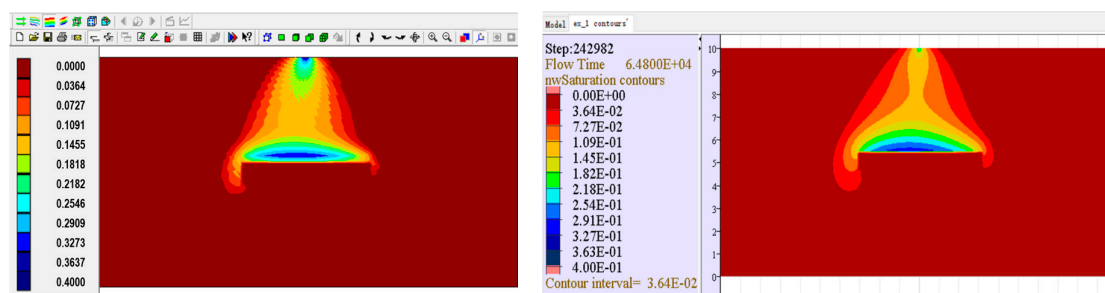 0.0000
0.0364
0.0727
0.1091
0.1455
0.1818
0.2182
0.2546
0.2909
0.3273
0.3637
0.4000
Model ex_1 contours*
Step:242982
Flow Time 6.4800E+04
nwSaturation contours
0.00E+00
3.64E-02
7.27E-02
1.09E-01
1.45E-01
1.82E-01
2.18E-01
2.54E-01
2.91E-01
3.27E-01
3.63E-01
4.00E-01
Contour interval= 3.64E-02
10
9
8
7
6
5
4
3
2
1
0